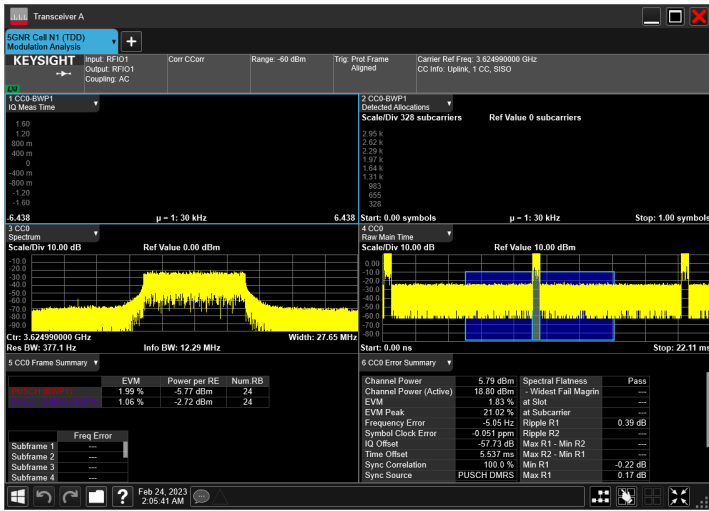 Transceiver A
5GNR Cell N1 (TDD)
Modulation Analysis
KEYSIGHT
Input: RFIO1
Output: RFIO1
Coupling: AC
Corr CCorr
Range: -60 dBm
Trig: Prot Frame
Aligned
Carrier Ref Freq: 3.624990000 GHz
CC Info: Uplink, 1 CC, SISO
LXI
1 CC0-BWP1
IQ Meas Time
1.60
1.20
800 m
400 m
0
-400 m
-800 m
-1.20
-1.60
-6.438
µ = 1: 30 kHz
6.438
2 CC0-BWP1
Detected Allocations
Scale/Div 328 subcarriers
Ref Value 0 subcarriers
2.95 k
2.62 k
2.29 k
1.97 k
1.64 k
1.31 k
983
655
328
Start: 0.00 symbols
µ = 1: 30 kHz
Stop: 1.00 symbols
3 CC0
Spectrum
Scale/Div 10.00 dB
Ref Value 0.00 dBm
-10.0
-20.0
-30.0
-40.0
-50.0
-60.0
-70.0
-80.0
-90.0
Ctr: 3.624990000 GHz
Width: 27.65 MHz
Res BW: 377.1 Hz
Info BW: 12.29 MHz
4 CC0
Raw Main Time
Scale/Div 10.00 dB
Ref Value 10.00 dBm
0.00
-10.0
-20.0
-30.0
-40.0
-50.0
-60.0
-70.0
-80.0
Start: 0.00 ns
Stop: 22.11 ms
5 CC0 Frame Summary
EVM Power per RE Num.RB
1.99 % -5.77 dBm 24
1.06 % -2.72 dBm 24
Freq Error
Subframe 1 ---
Subframe 2 ---
Subframe 3 ---
Subframe 4 ---
6 CC0 Error Summary
Channel Power 5.79 dBm Spectral Flatness Pass
Channel Power (Active) 18.80 dBm - Widest Fail Magrin ---
EVM 1.83 % at Slot ---
EVM Peak 21.02 % at Subcarrier ---
Frequency Error -5.05 Hz Ripple R1 0.39 dB
Symbol Clock Error -0.051 ppm Ripple R2 ---
IQ Offset -57.73 dB Max R1 - Min R2 ---
Time Offset 5.537 ms Max R2 - Min R1 ---
Sync Correlation 100.0 % Min R1 -0.22 dB
Sync Source PUSCH DMRS Max R1 0.17 dB
?
Feb 24, 2023
2:05:41 AM